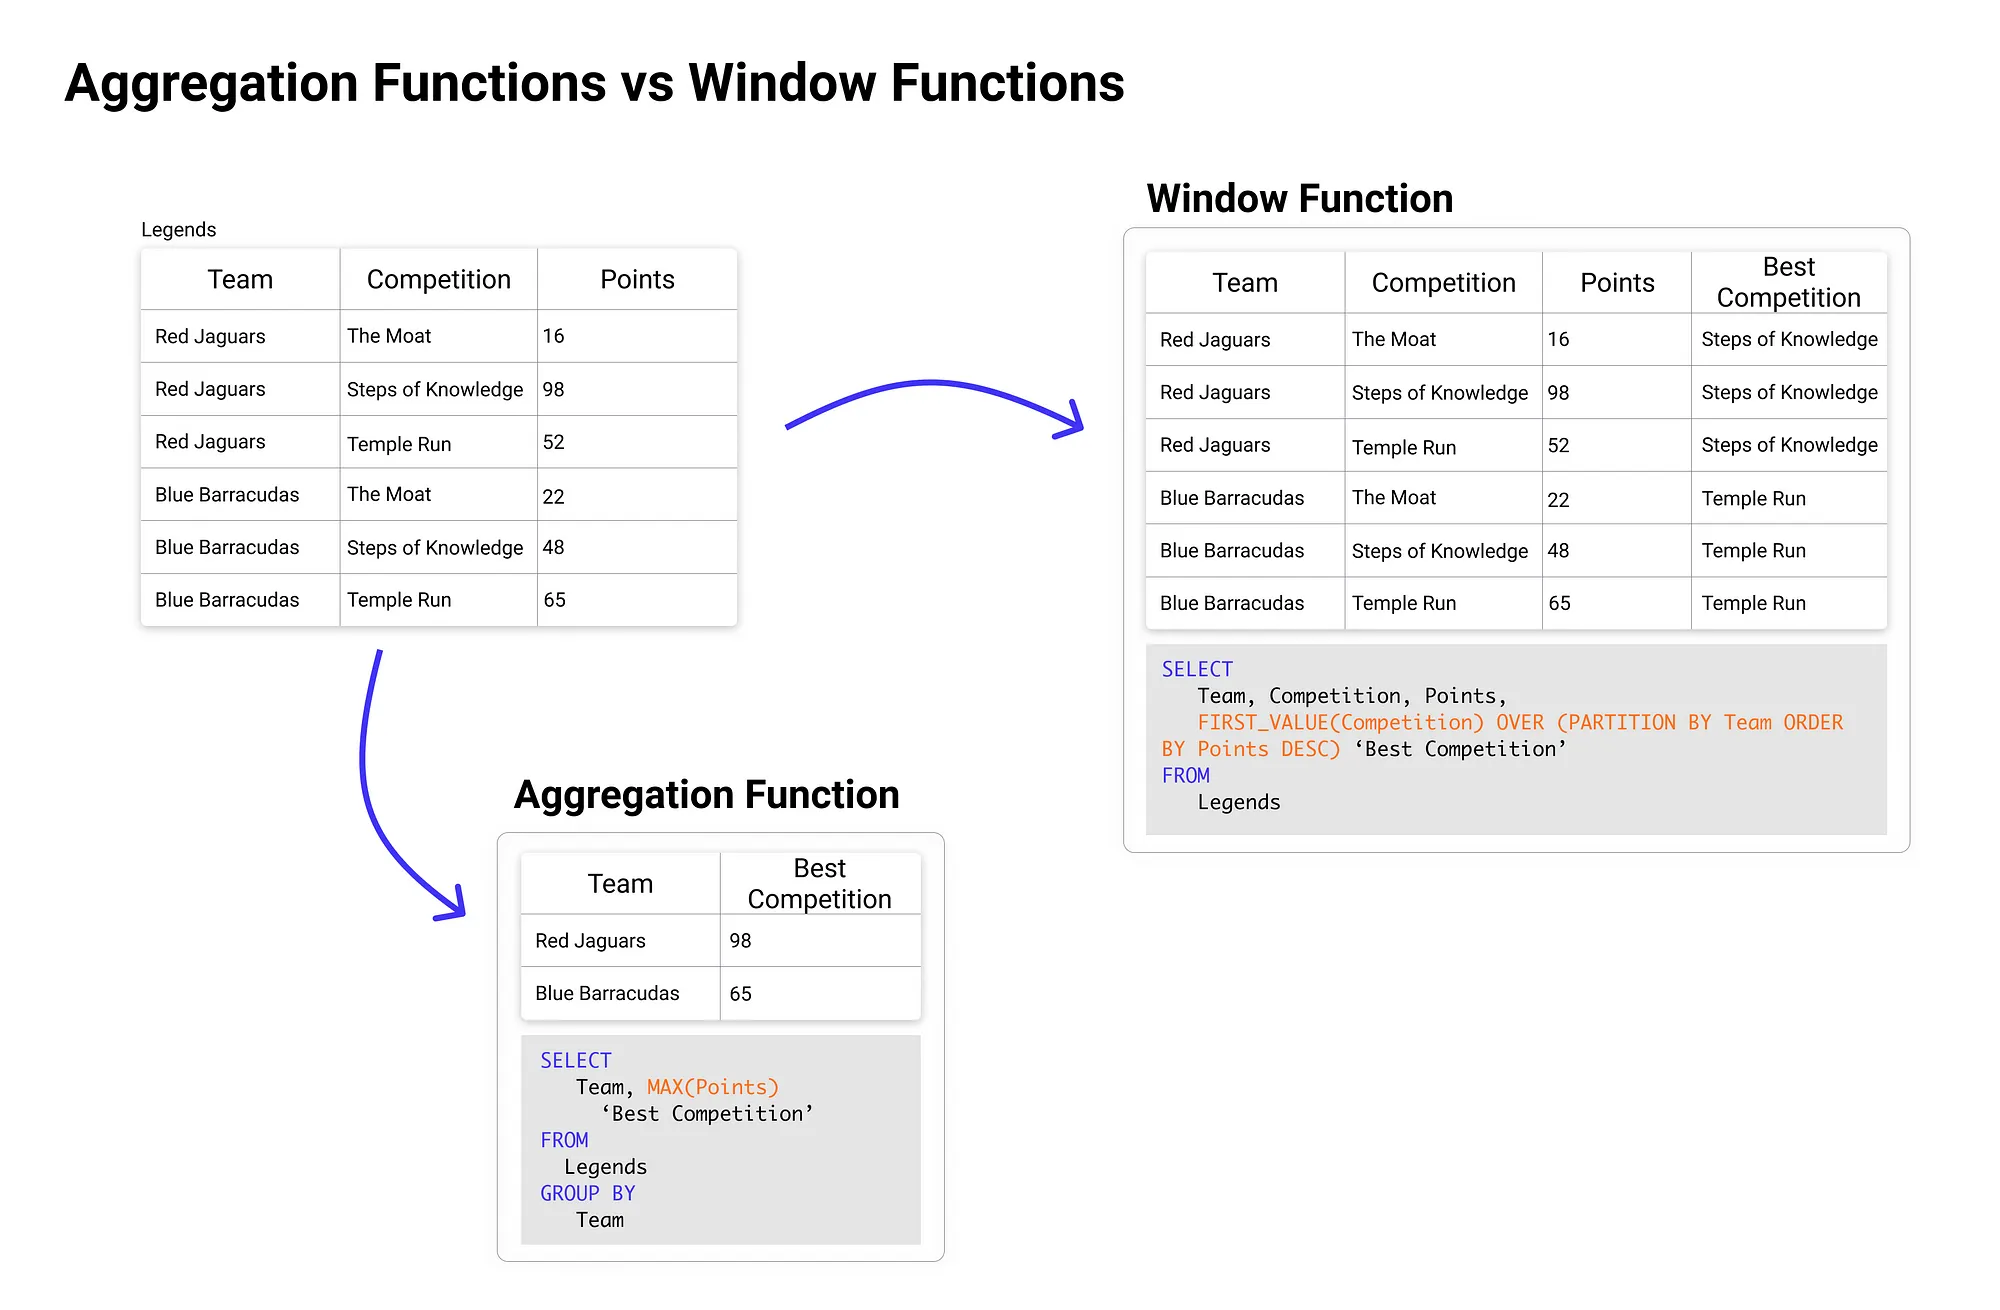 Aggregation Functions vs Window Functions
Legends
Team Competition Points
Red Jaguars The Moat 16
Red Jaguars Steps of Knowledge 98
Red Jaguars Temple Run 52
Blue Barracudas The Moat 22
Blue Barracudas Steps of Knowledge 48
Blue Barracudas Temple Run 65
Window Function
Team Competition Points Best
Competition
Red Jaguars The Moat 16 Steps of Knowledge
Red Jaguars Steps of Knowledge 98 Steps of Knowledge
Red Jaguars Temple Run 52 Steps of Knowledge
Blue Barracudas The Moat 22 Temple Run
Blue Barracudas Steps of Knowledge 48 Temple Run
Blue Barracudas Temple Run 65 Temple Run
SELECT
Team, Competition, Points,
FIRST_VALUE(Competition) OVER (PARTITION BY Team ORDER
BY Points DESC) ‘Best Competition’
FROM
Legends
Aggregation Function
Team Best
Competition
Red Jaguars 98
Blue Barracudas 65
SELECT
Team, MAX(Points)
‘Best Competition’
FROM
Legends
GROUP BY
Team